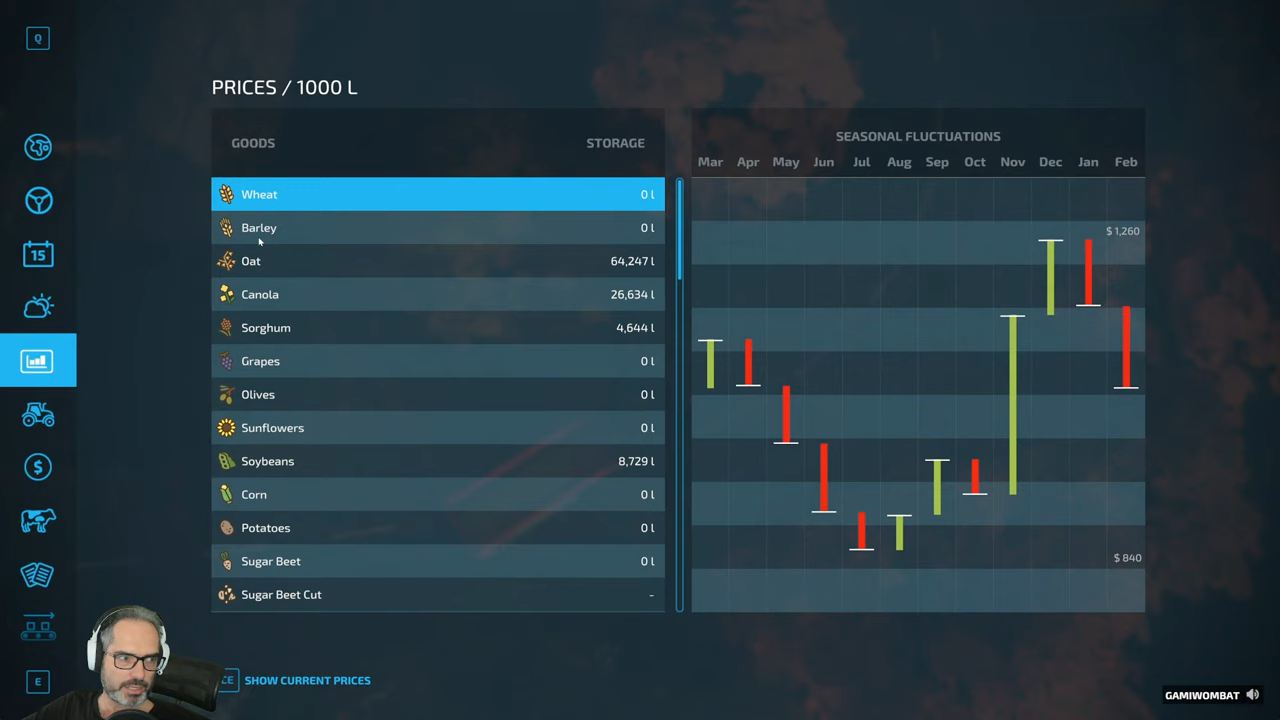 Q
PRICES / 1000 L
GOODS STORAGE
SEASONAL FLUCTUATIONS
Mar Apr May Jun Jul Aug Sep Oct Nov Dec Jan Feb
Wheat 0 l
$ 1,260
Barley 0 l
15
Oat 64,247 l
Canola 26,634 l
Sorghum 4,644 l
Grapes 0 l
Olives 0 l
Sunflowers 0 l
Soybeans 8,729 l
$
Corn 0 l
Potatoes 0 l
Sugar Beet 0 l
$ 840
Sugar Beet Cut -
E
CE SHOW CURRENT PRICES
GAMIWOMBAT